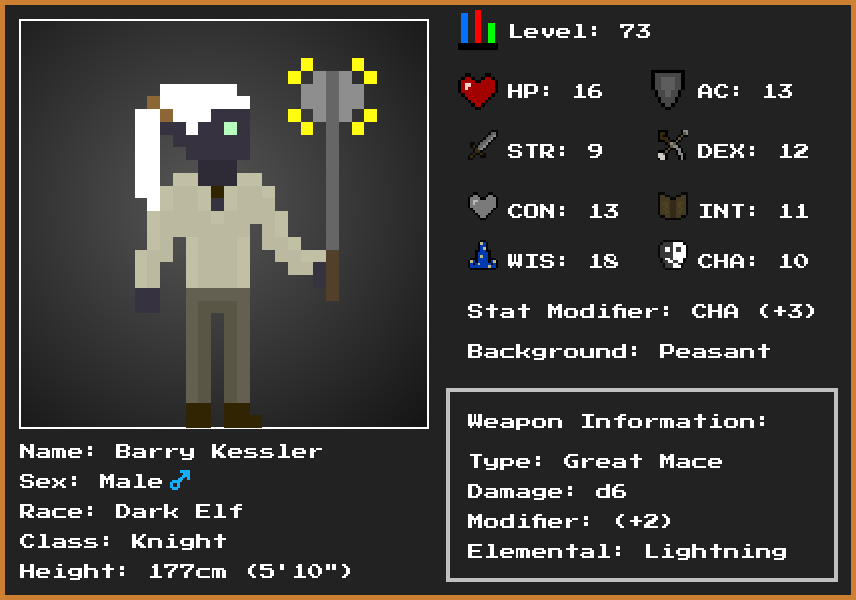 Level: 73
HP: 16 AC: 13
STR: 9 DEX: 12
CON: 13 INT: 11
WIS: 18 CHA: 10
Stat Modifier: CHA (+3)
Background: Peasant
Weapon Information:
Type: Great Mace
Damage: d6
Modifier: (+2)
Elemental: Lightning
Name: Barry Kessler
Sex: Male ♂
Race: Dark Elf
Class: Knight
Height: 177cm (5'10")